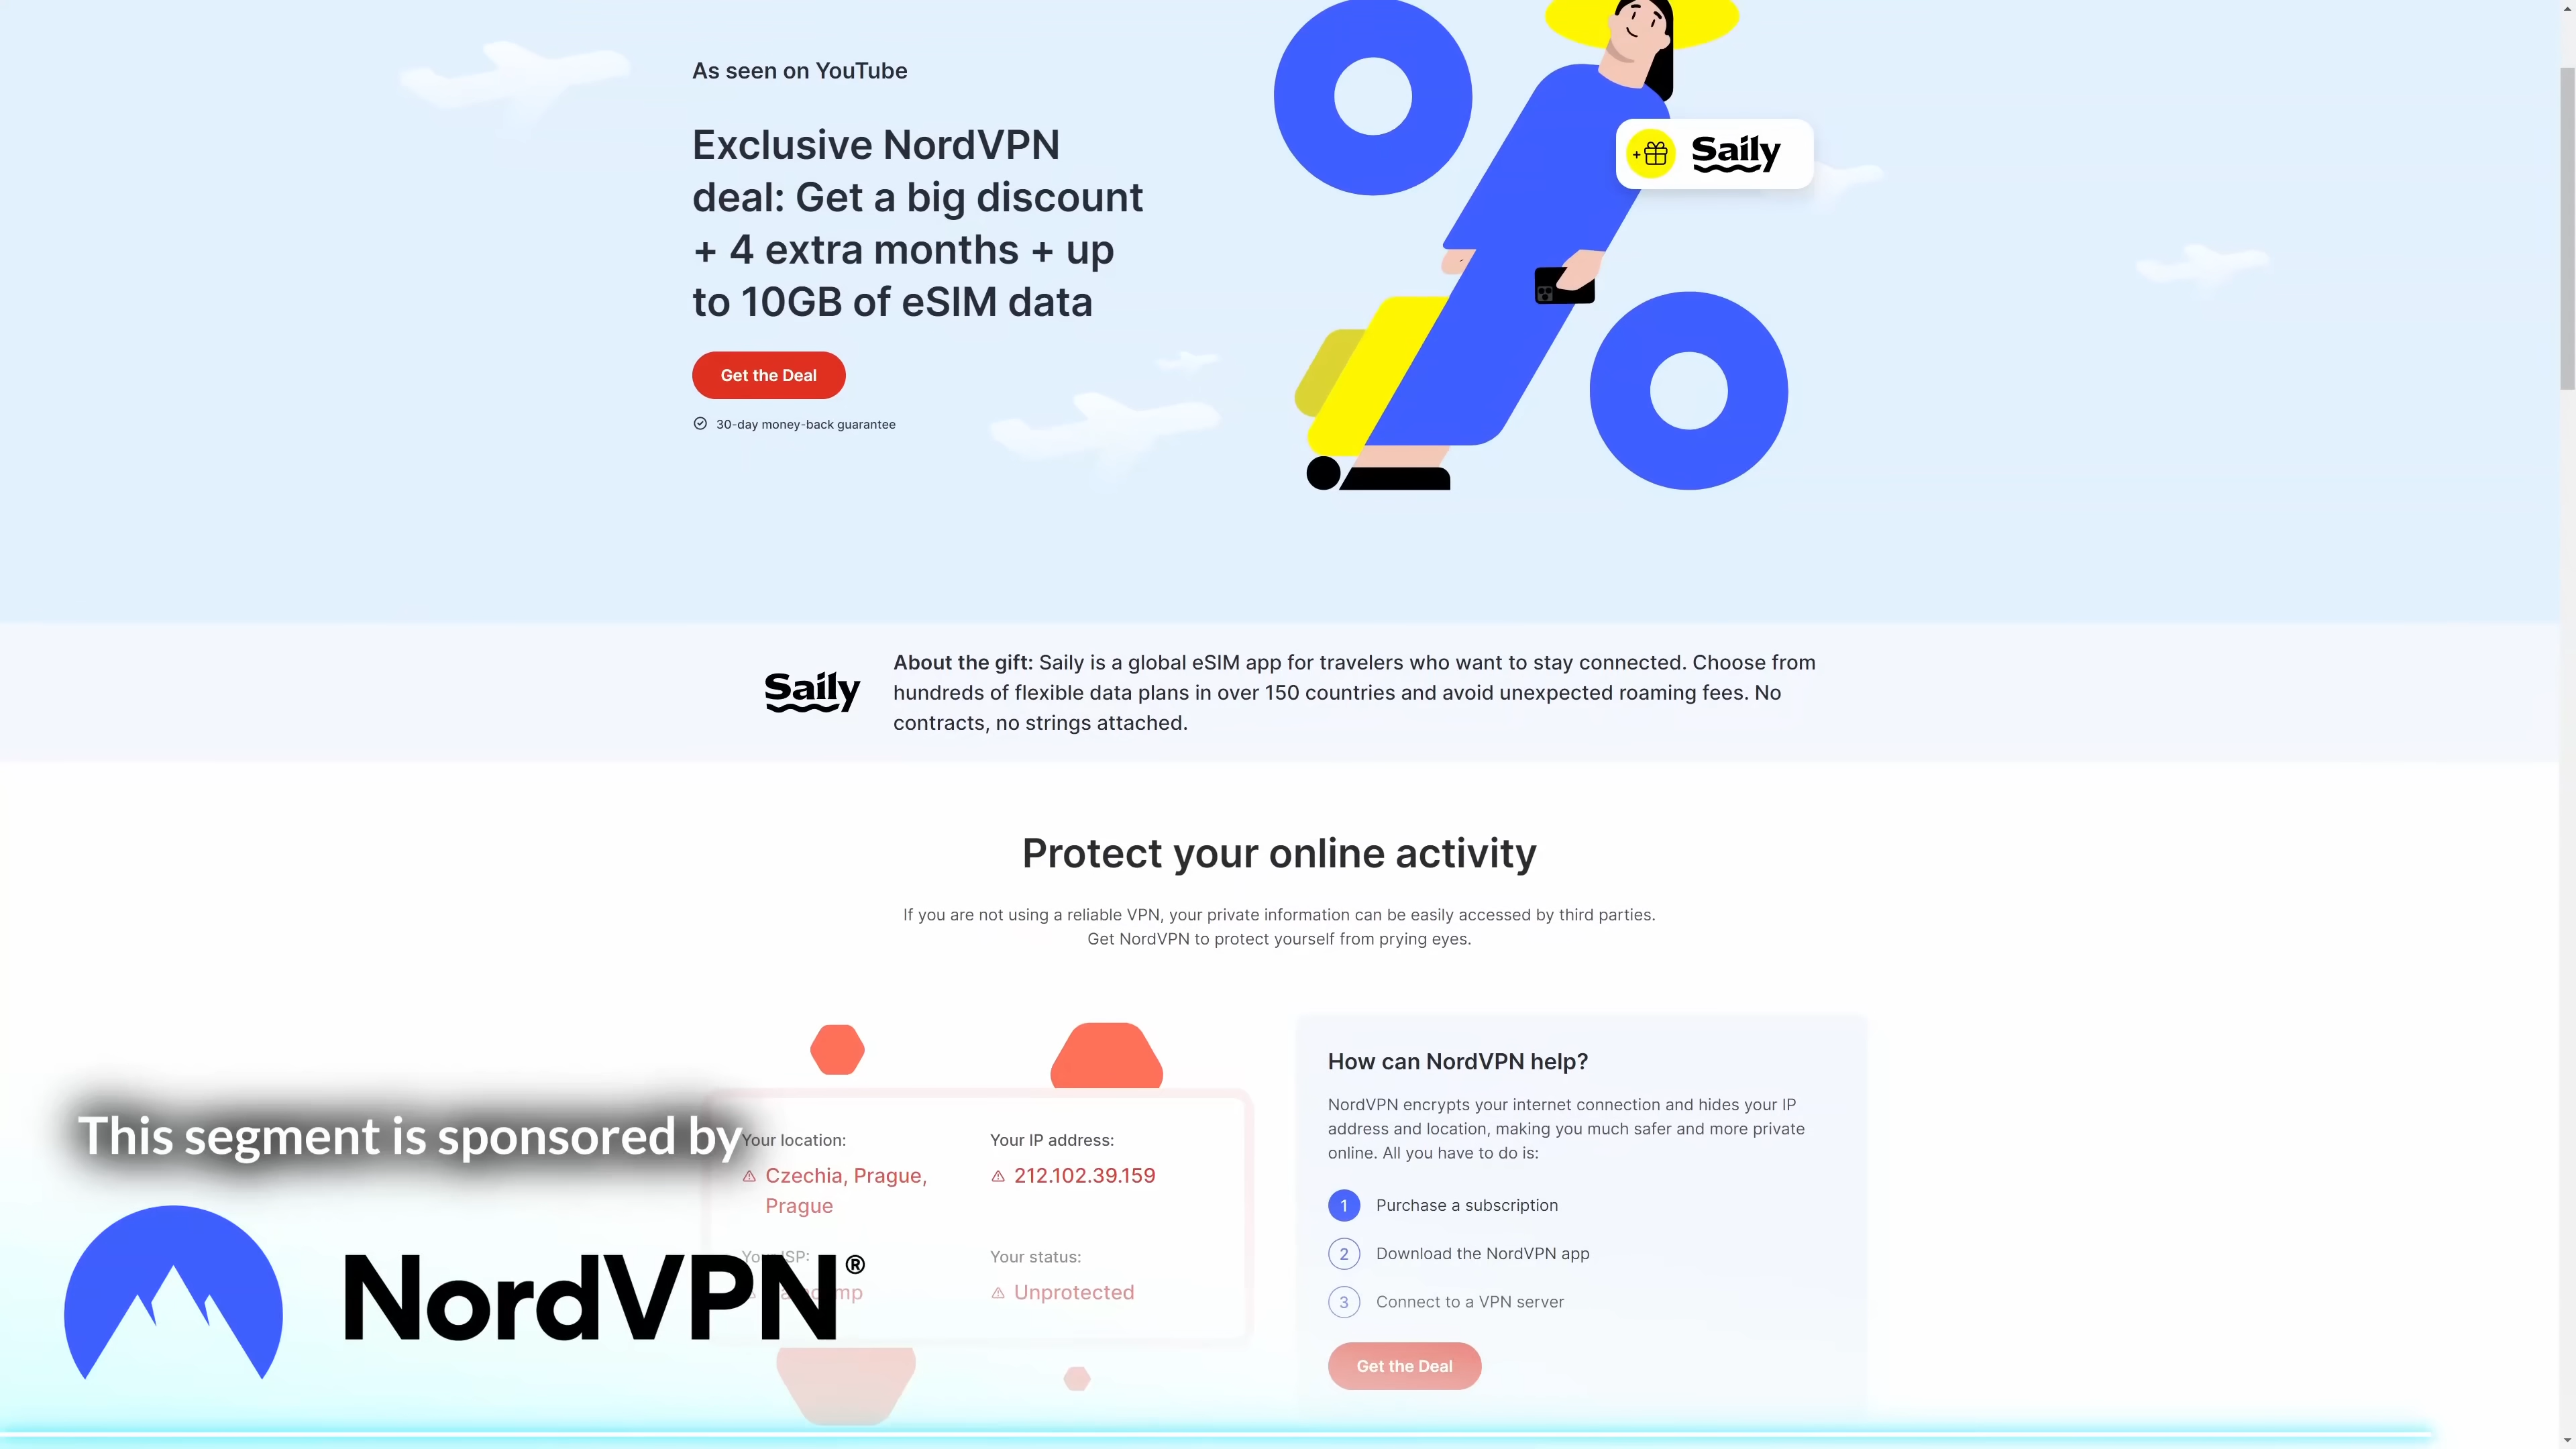 As seen on YouTube
Exclusive NordVPN
deal: Get a big discount
+ 4 extra months + up
to 10GB of eSIM data
Get the Deal
30-day money-back guarantee
+ Saily
Saily
About the gift: Saily is a global eSIM app for travelers who want to stay connected. Choose from
hundreds of flexible data plans in over 150 countries and avoid unexpected roaming fees. No
contracts, no strings attached.
Protect your online activity
If you are not using a reliable VPN, your private information can be easily accessed by third parties.
Get NordVPN to protect yourself from prying eyes.
This segment is sponsored by
NordVPN®
Your location:
Czechia, Prague,
Prague
Your IP address:
212.102.39.159
Your ISP:
Your status:
Unprotected
How can NordVPN help?
NordVPN encrypts your internet connection and hides your IP
address and location, making you much safer and more private
online. All you have to do is:
1 Purchase a subscription
2 Download the NordVPN app
3 Connect to a VPN server
Get the Deal